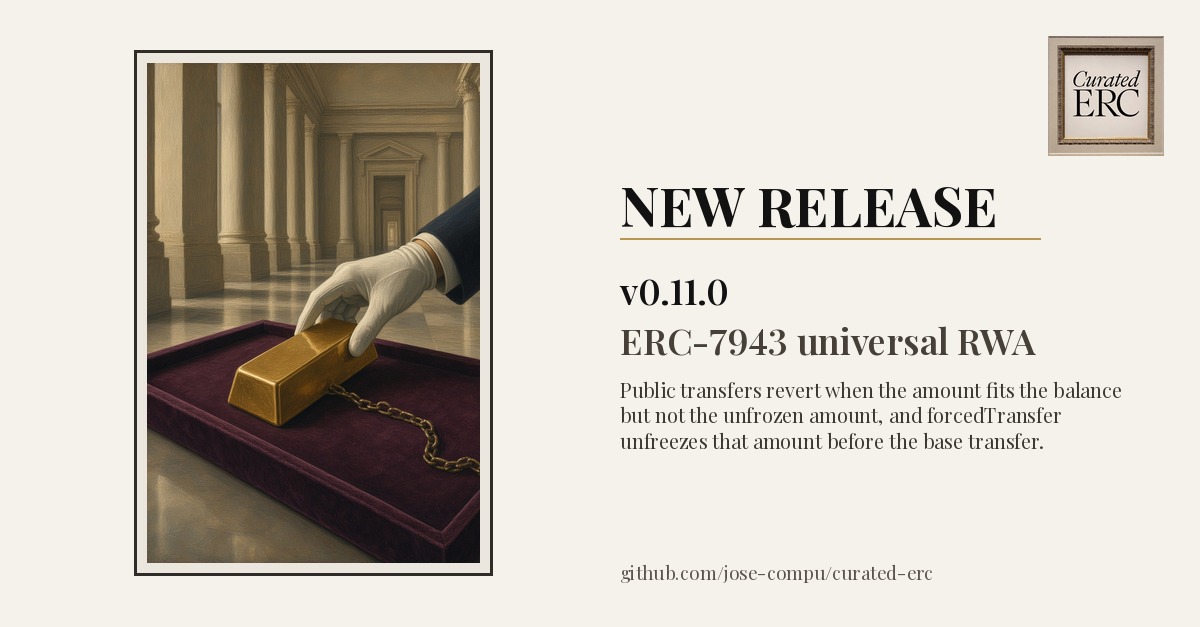 Curated
ERC
NEW RELEASE
v0.11.0
ERC-7943 universal RWA
Public transfers revert when the amount fits the balance
but not the unfrozen amount, and forcedTransfer
unfreezes that amount before the base transfer.
github.com/jose-compu/curated-erc